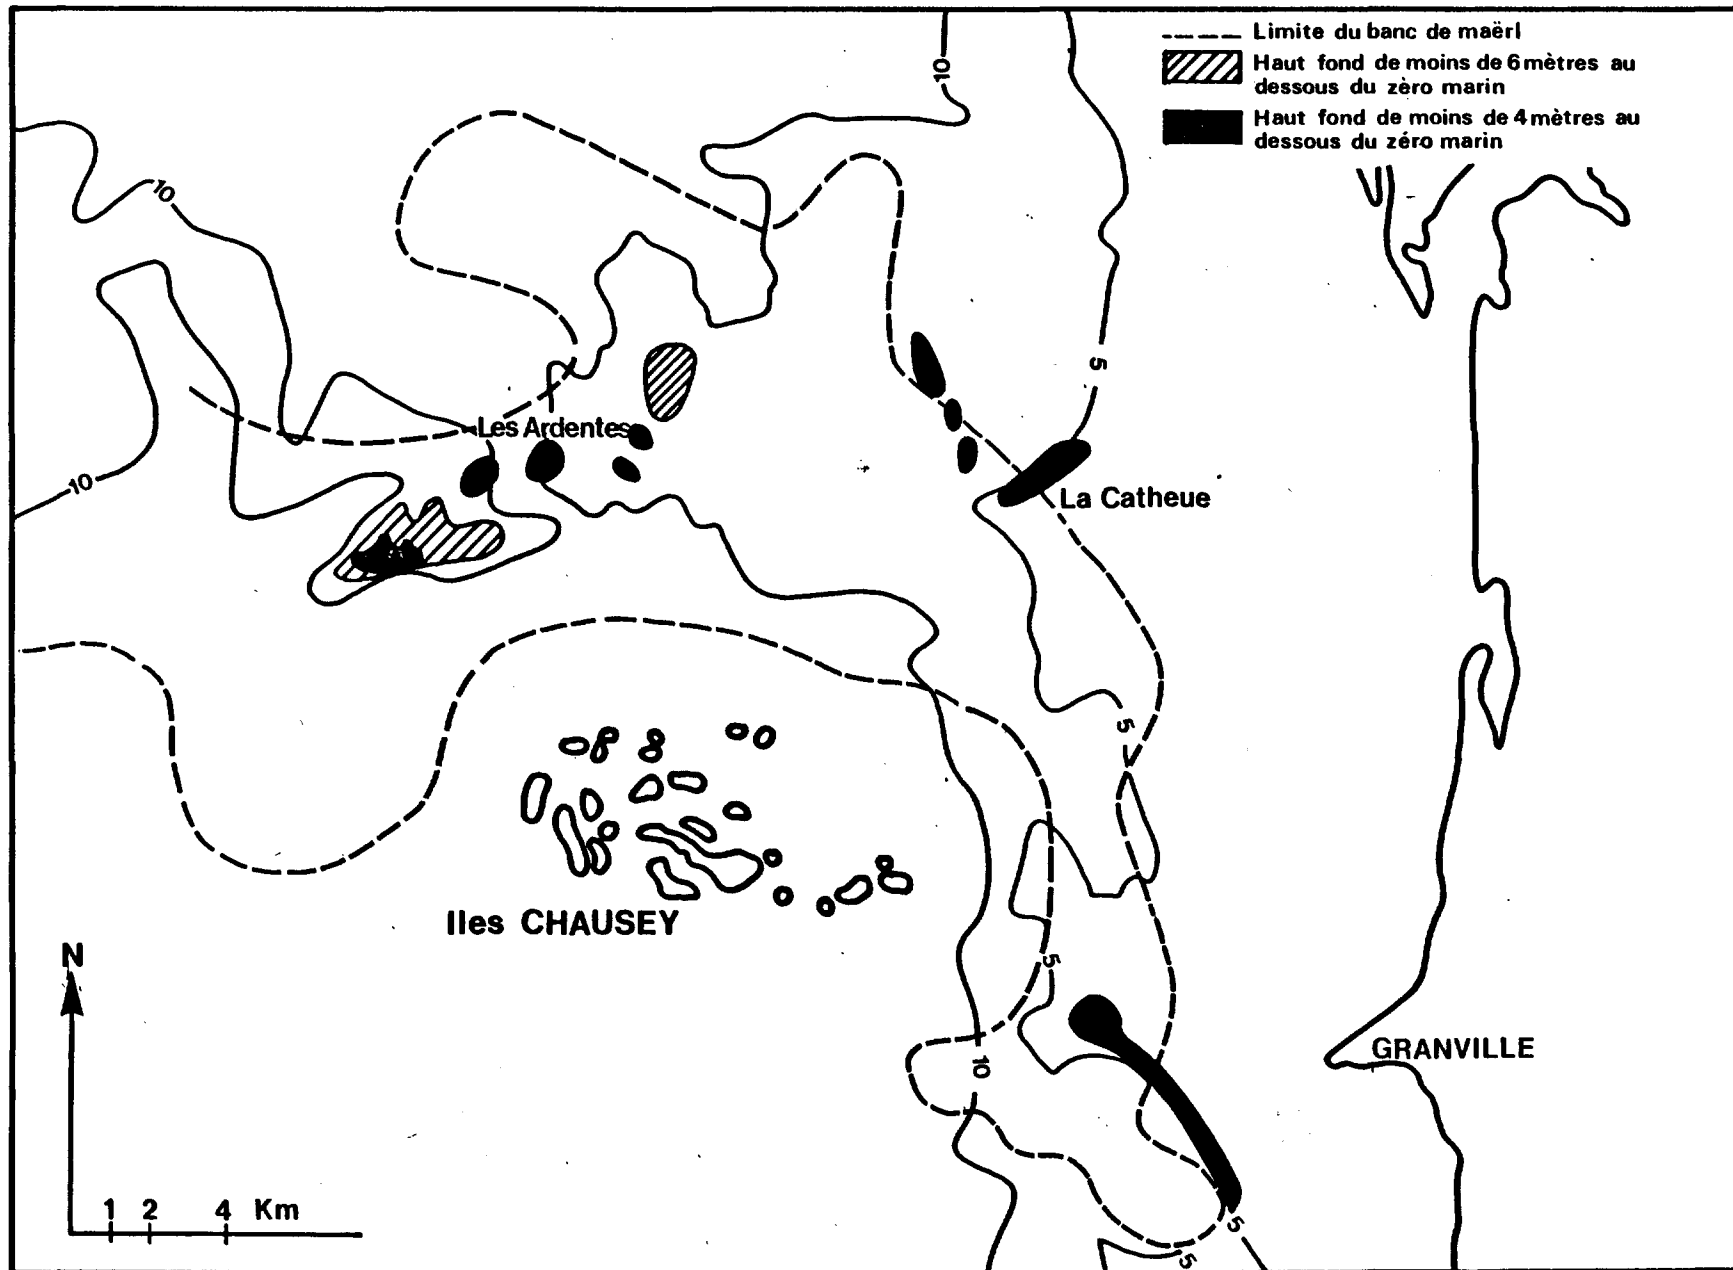 Limite du banc de maërl
Haut fond de moins de 6 mètres au
dessous du zèro marin
Haut fond de moins de 4 mètres au
dessous du zéro marin
10
10
5
Les Ardentes
10
La Catheue
5
Iles CHAUSEY
N
5
GRANVILLE
10
1 2 4 Km
5
5